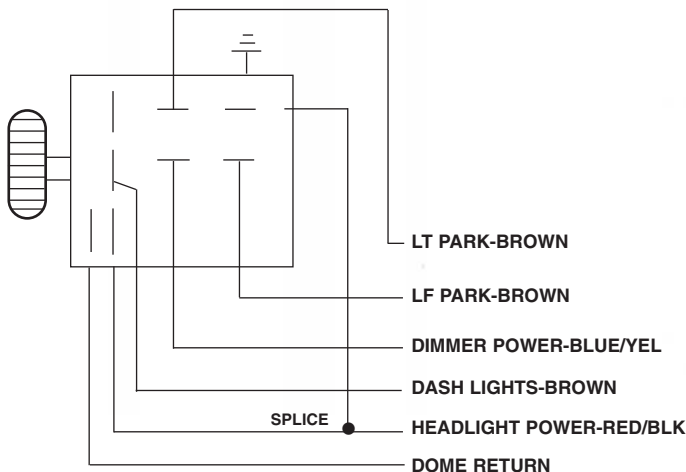 LT PARK-BROWN
LF PARK-BROWN
DIMMER POWER-BLUE/YEL
DASH LIGHTS-BROWN
SPLICE
HEADLIGHT POWER-RED/BLK
DOME RETURN